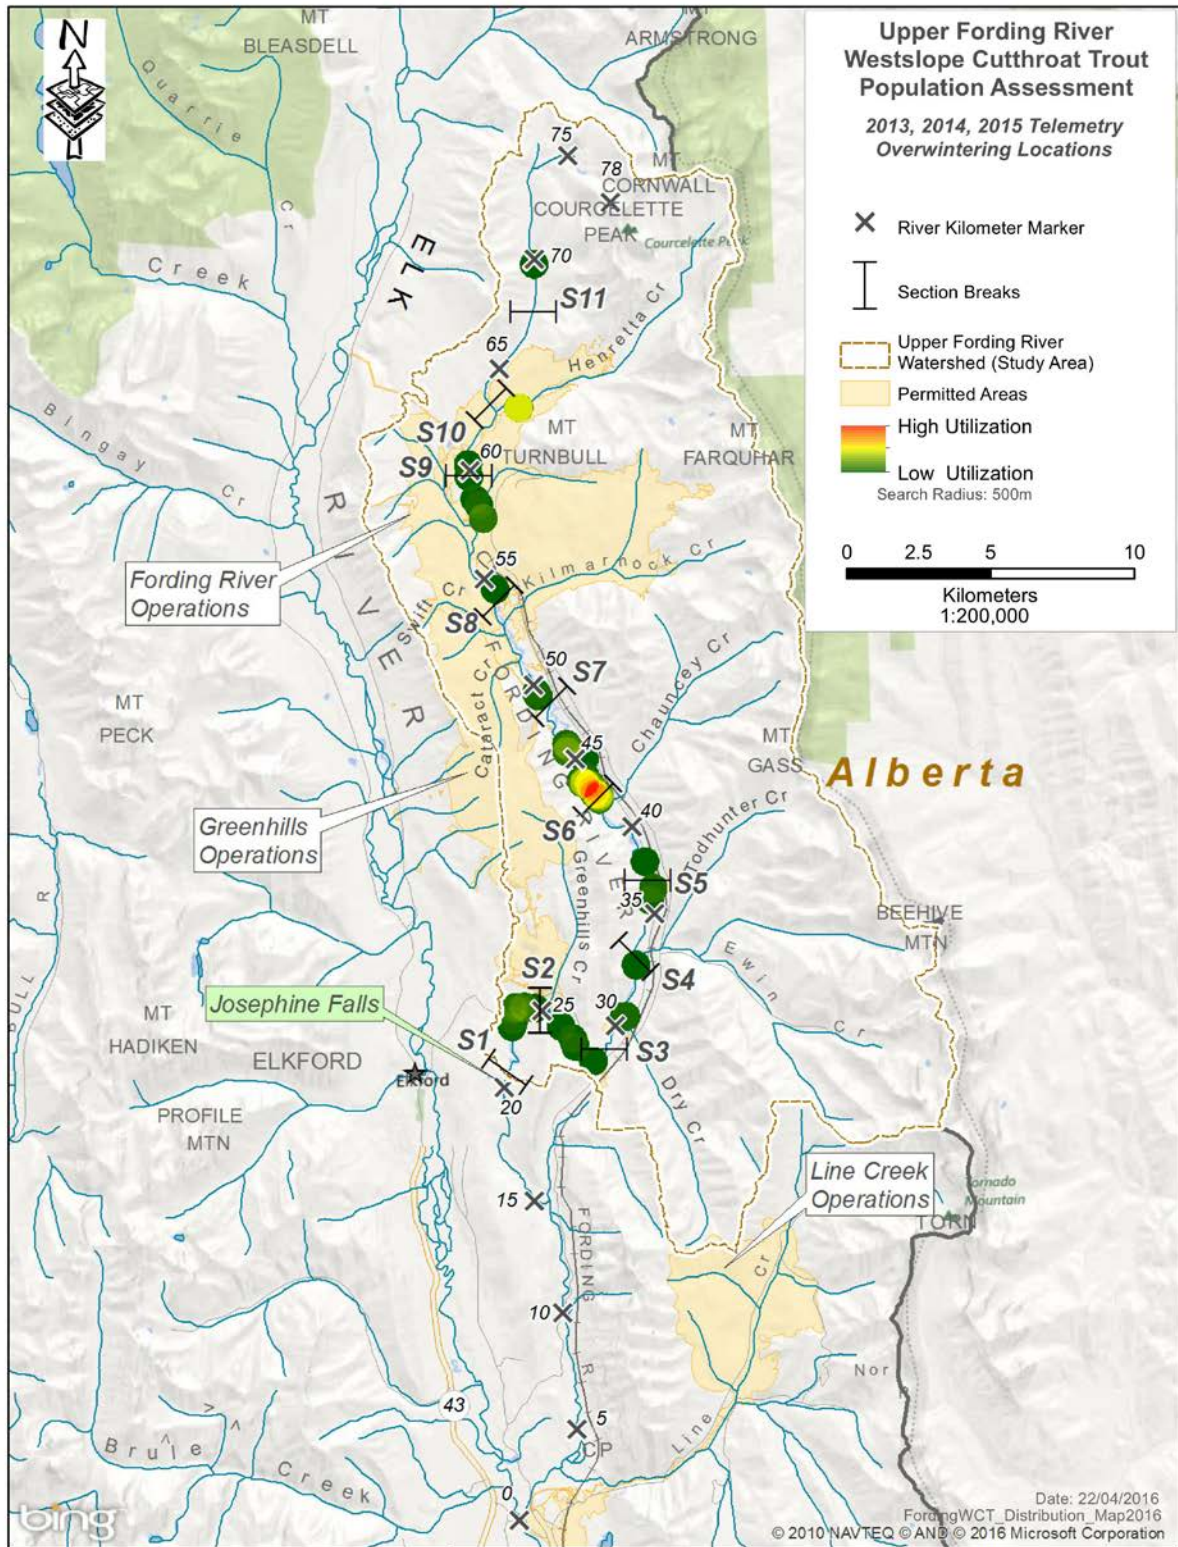 Upper Fording River
Westslope Cutthroat Trout
Population Assessment
2013, 2014, 2015 Telemetry
Overwintering Locations
River Kilometer Marker
Section Breaks
Upper Fording River
Watershed (Study Area)
Permitted Areas
High Utilization
Low Utilization
Search Radius: 500m
0 2.5 5 10
Kilometers
1:200,000
N
MT
BLEASDELL
MT
ARMSTRONG
Quarrie
Cr
75
78
MT
CORNWALL
COURCELETTE
PEAK
Courcelette Peak
ELK
Creek
70
S11
65
Henretta Cr
Bingay
Cr
S10
MT
TURNBULL
MT
FARQUHAR
S9
60
RIVER
Fording River
Operations
55
Kilmarnock Cr
Swift Cr
S8
FORDING
RIVER
50
S7
Chauncey Cr
MT
PECK
Cataract Cr
45
MT
GASS
Alberta
Greenhills
Operations
S6
40
Todhunter Cr
Greenhills Cr
S5
35
BEEHIVE
MTN
BULL R
S4
Ewin
Cr
S2
Josephine Falls
25
30
MT
HADIKEN
ELKFORD
S1
S3
Elkford
20
Dry Cr
PROFILE
MTN
Line Creek
Operations
Tornado
Mountain
TORN
15
FORDING
R
Cr
10
Nor
43
5
CP
Line
Brule
Creek
0
bing
Date: 22/04/2016
FordingWCT_Distribution_Map2016
© 2010 NAVTEQ © AND © 2016 Microsoft Corporation